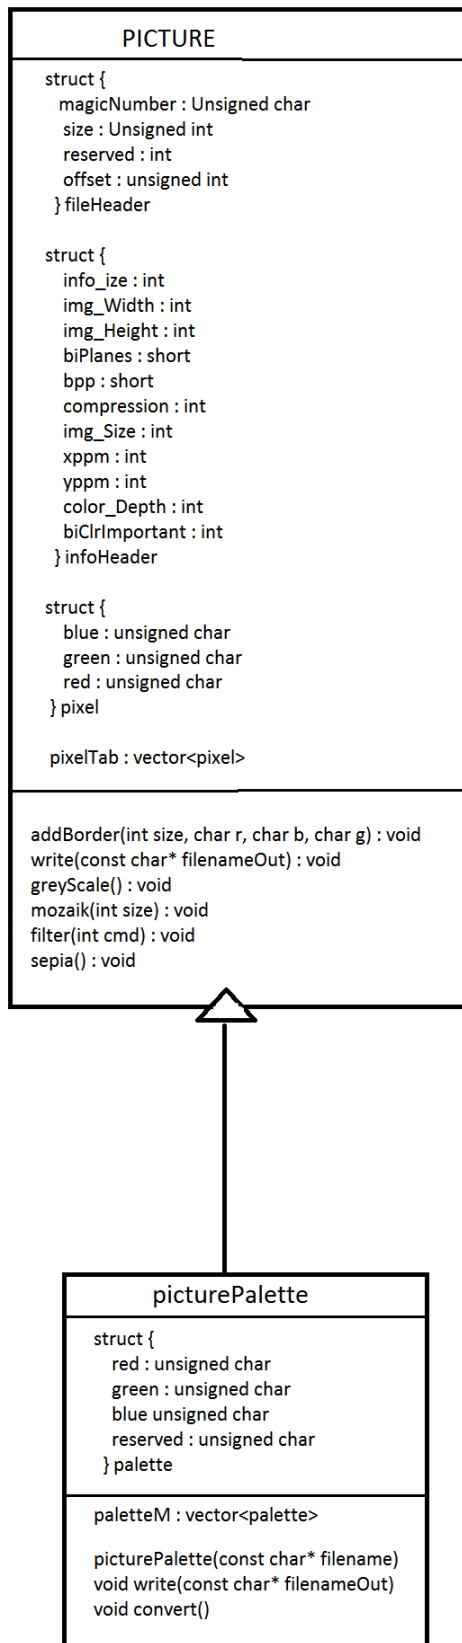 PICTURE
struct {
magicNumber : Unsigned char
size : Unsigned int
reserved : int
offset : unsigned int
} fileHeader
struct {
info_ize : int
img_Width : int
img_Height : int
biPlanes : short
bpp : short
compression : int
img_Size : int
xppm : int
yppm : int
color_Depth : int
biClrImportant : int
} infoHeader
struct {
blue : unsigned char
green : unsigned char
red : unsigned char
} pixel
pixelTab : vector<pixel>
addBorder(int size, char r, char b, char g) : void
write(const char* filenameOut) : void
greyScale() : void
mozaik(int size) : void
filter(int cmd) : void
sepia() : void
picturePalette
struct {
red : unsigned char
green : unsigned char
blue unsigned char
reserved : unsigned char
} palette
paletteM : vector<palette>
picturePalette(const char* filename)
void write(const char* filenameOut)
void convert()